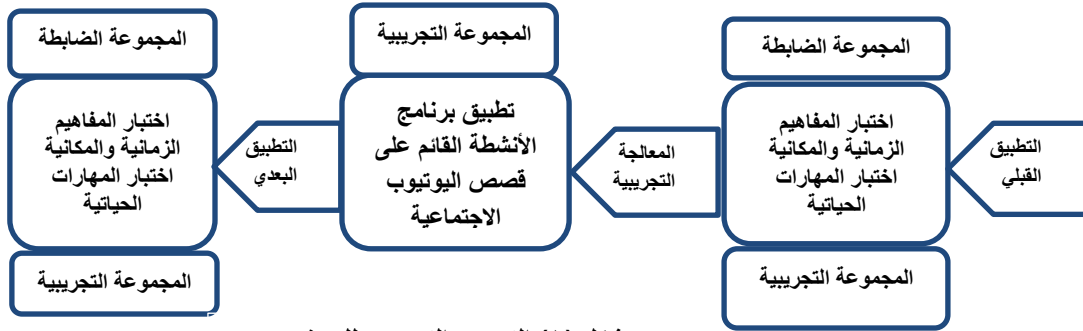 التطبيق
القبلي
المجموعة الضابطة
اختبار المفاهيم
الزمانية والمكانية
اختبار المهارات
الحياتية
المجموعة التجريبية
المعالجة
التجريبية
المجموعة التجريبية
تطبيق برنامج
الأنشطة القائم على
قصص اليوتيوب
الاجتماعية
التطبيق
البعدي
المجموعة الضابطة
اختبار المفاهيم
الزمانية والمكانية
اختبار المهارات
الحياتية
المجموعة التجريبية